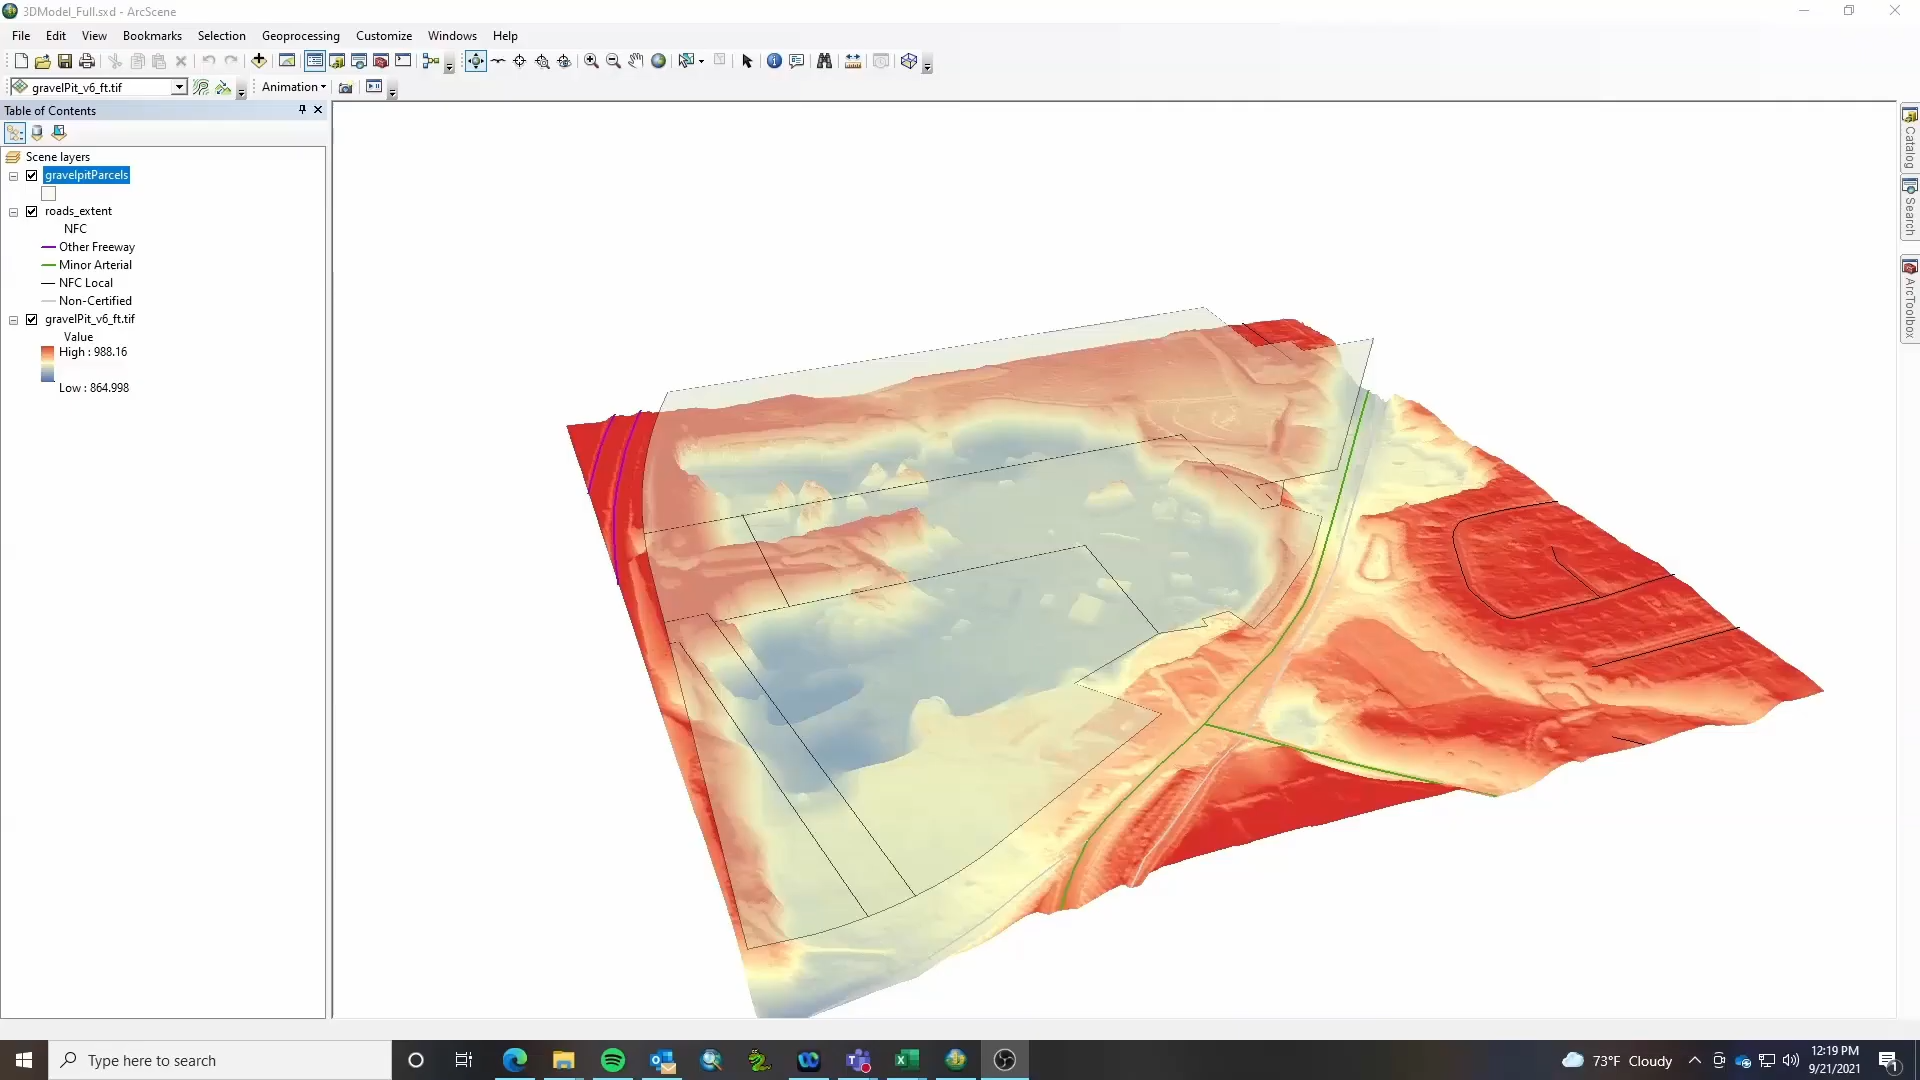 3DModel_Full.sxd - ArcScene
File Edit View Bookmarks Selection Geoprocessing Customize Windows Help
gravelPit_v6_ft.tif
Animation
Table of Contents
Scene layers
gravelpitParcels
roads_extent
NFC
Other Freeway
Minor Arterial
NFC Local
Non-Certified
gravelPit_v6_ft.tif
Value
High : 988.16
Low : 864.998
Catalog
Search
ArcToolbox
Type here to search
73°F Cloudy
12:19 PM
9/21/2021
1